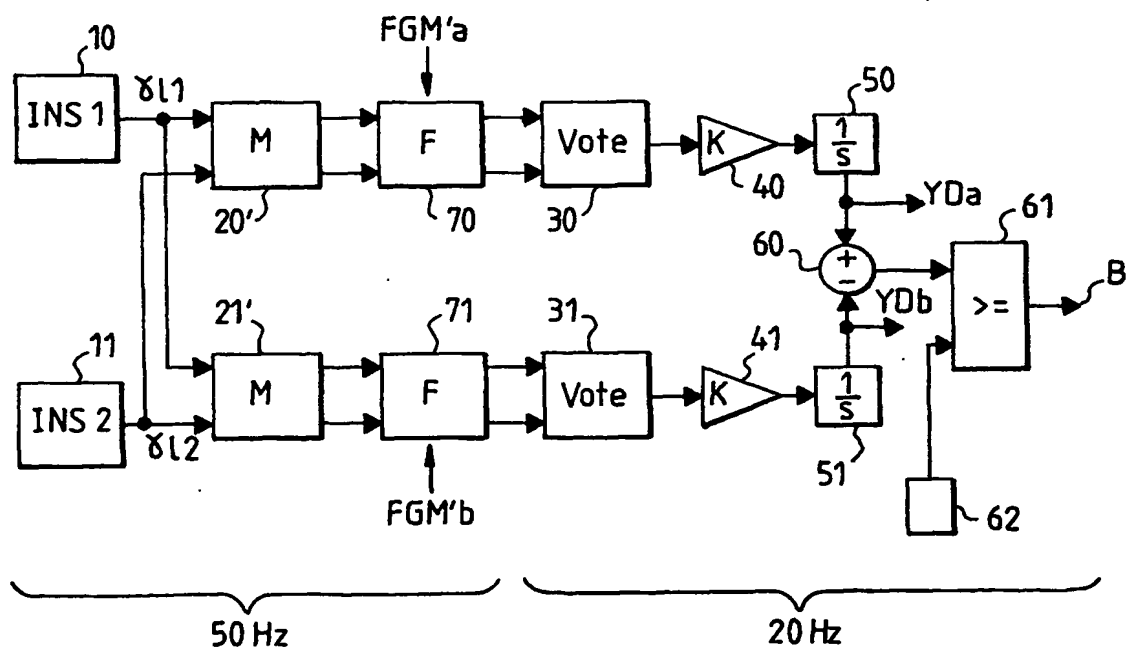 FGM'a
10
γl1
50
INS 1
M
F
Vote
K
1/s
20'
70
30
40
YDa
61
60
+
-
>=
B
YDb
21'
71
31
41
11
INS 2
M
F
Vote
K
1/s
γl2
51
FGM'b
62
50 Hz
20 Hz